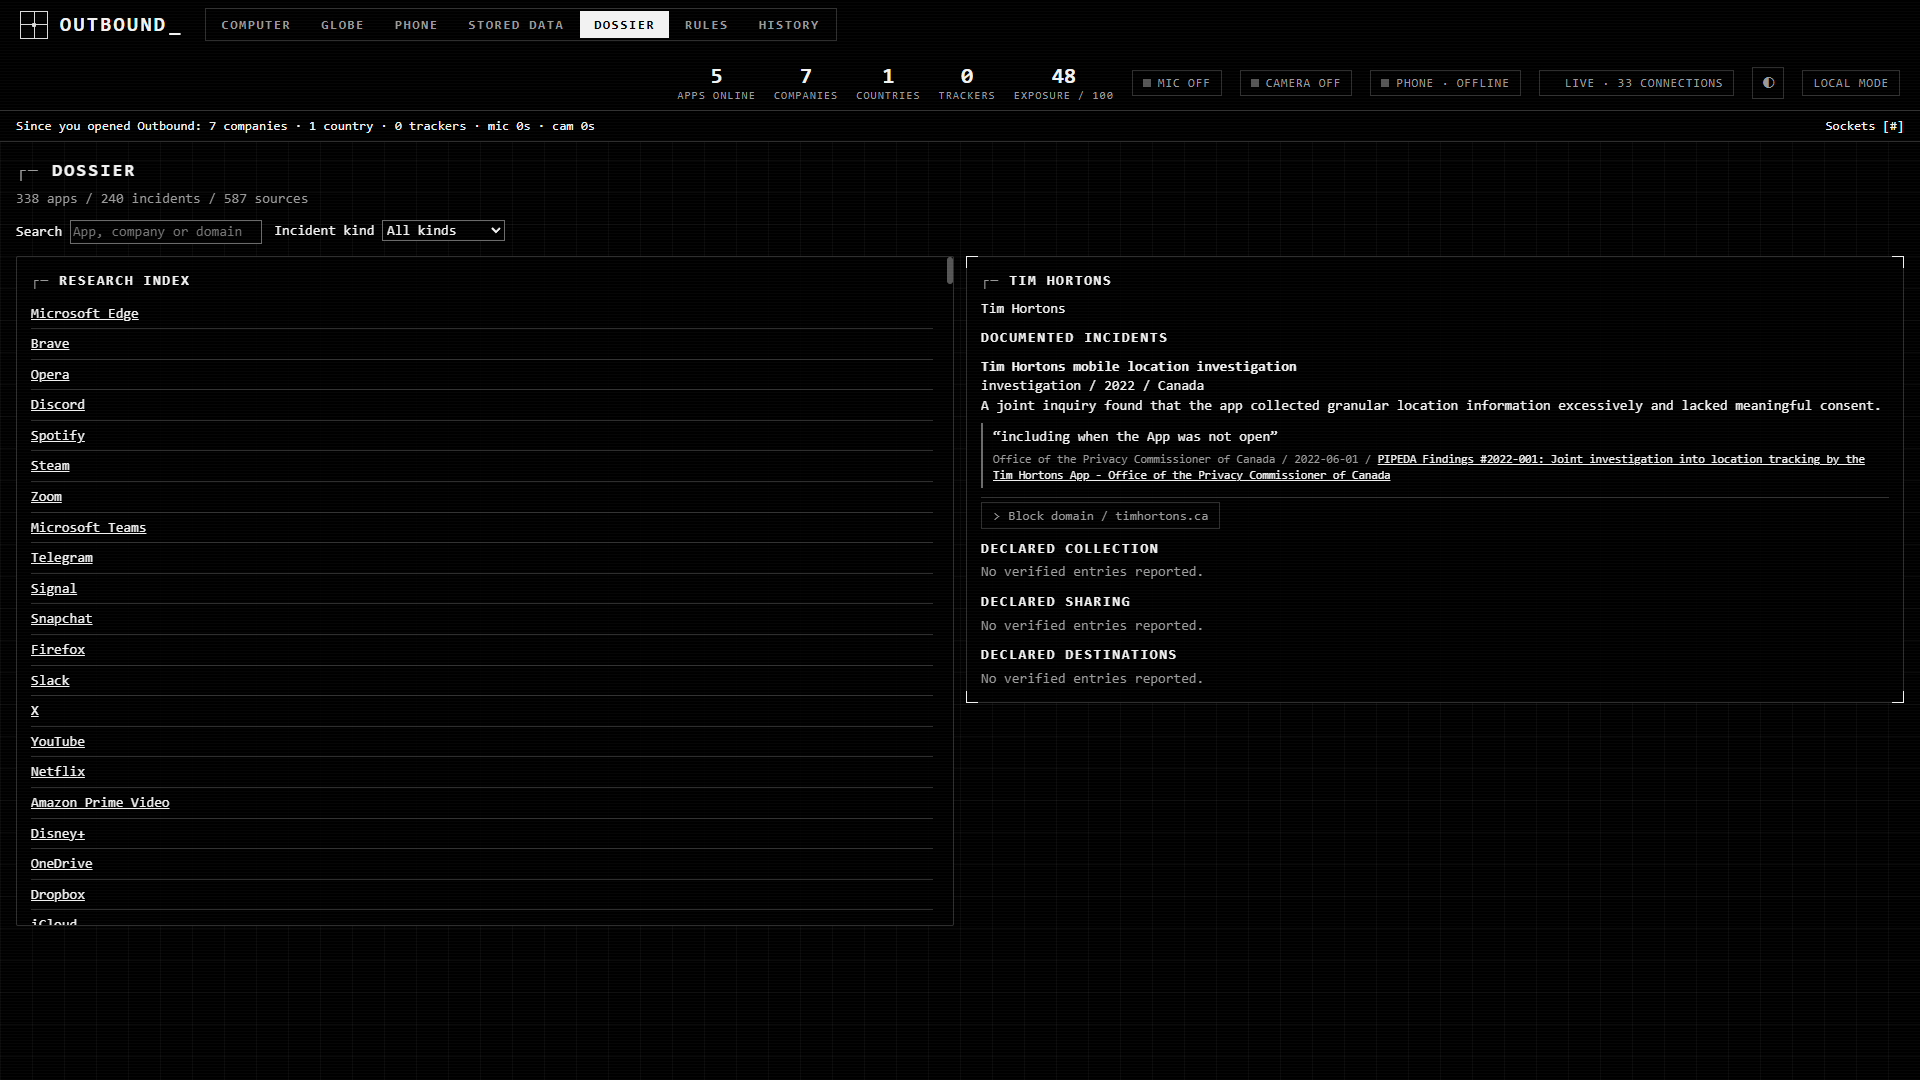 OUTBOUND_
COMPUTER GLOBE PHONE STORED DATA DOSSIER RULES HISTORY
5 APPS ONLINE
7 COMPANIES
1 COUNTRIES
0 TRACKERS
48 EXPOSURE / 100
MIC OFF
CAMERA OFF
PHONE · OFFLINE
LIVE · 33 CONNECTIONS
LOCAL MODE
Since you opened Outbound: 7 companies · 1 country · 0 trackers · mic 0s · cam 0s
Sockets [#]
DOSSIER
338 apps / 240 incidents / 587 sources
Search App, company or domain Incident kind All kinds
RESEARCH INDEX
Microsoft Edge
Brave
Opera
Discord
Spotify
Steam
Zoom
Microsoft Teams
Telegram
Signal
Snapchat
Firefox
Slack
X
YouTube
Netflix
Amazon Prime Video
Disney+
OneDrive
Dropbox
iCloud
TIM HORTONS
Tim Hortons
DOCUMENTED INCIDENTS
Tim Hortons mobile location investigation
investigation / 2022 / Canada
A joint inquiry found that the app collected granular location information excessively and lacked meaningful consent.
“including when the App was not open”
Office of the Privacy Commissioner of Canada / 2022-06-01 / PIPEDA Findings #2022-001: Joint investigation into location tracking by the
Tim Hortons App - Office of the Privacy Commissioner of Canada
> Block domain / timhortons.ca
DECLARED COLLECTION
No verified entries reported.
DECLARED SHARING
No verified entries reported.
DECLARED DESTINATIONS
No verified entries reported.